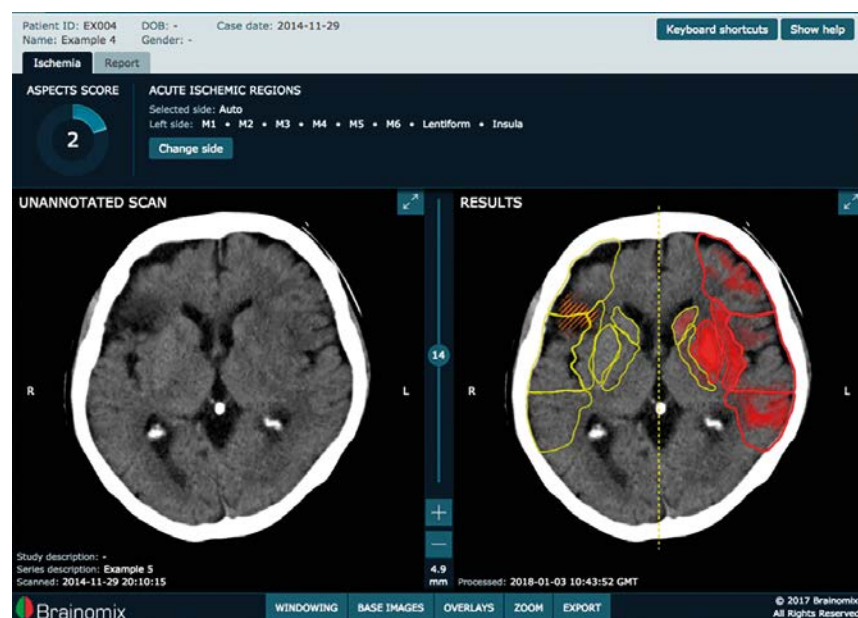 Patient ID: EX004 DOB: - Case date: 2014-11-29
Name: Example 4 Gender: -
Keyboard shortcuts Show help
Ischemia Report
ASPECTS SCORE
2
ACUTE ISCHEMIC REGIONS
Selected side: Auto
Left side: M1 • M2 • M3 • M4 • M5 • M6 • Lentiform • Insula
Change side
UNANNOTATED SCAN
RESULTS
14
R
L
R
L
+
−
4.9
mm
Study description: -
Series description: Example 5
Scanned: 2014-11-29 20:10:15
Processed: 2018-01-03 10:43:52 GMT
Brainomix
WINDOWING BASE IMAGES OVERLAYS ZOOM EXPORT
© 2017 Brainomix
All Rights Reserved